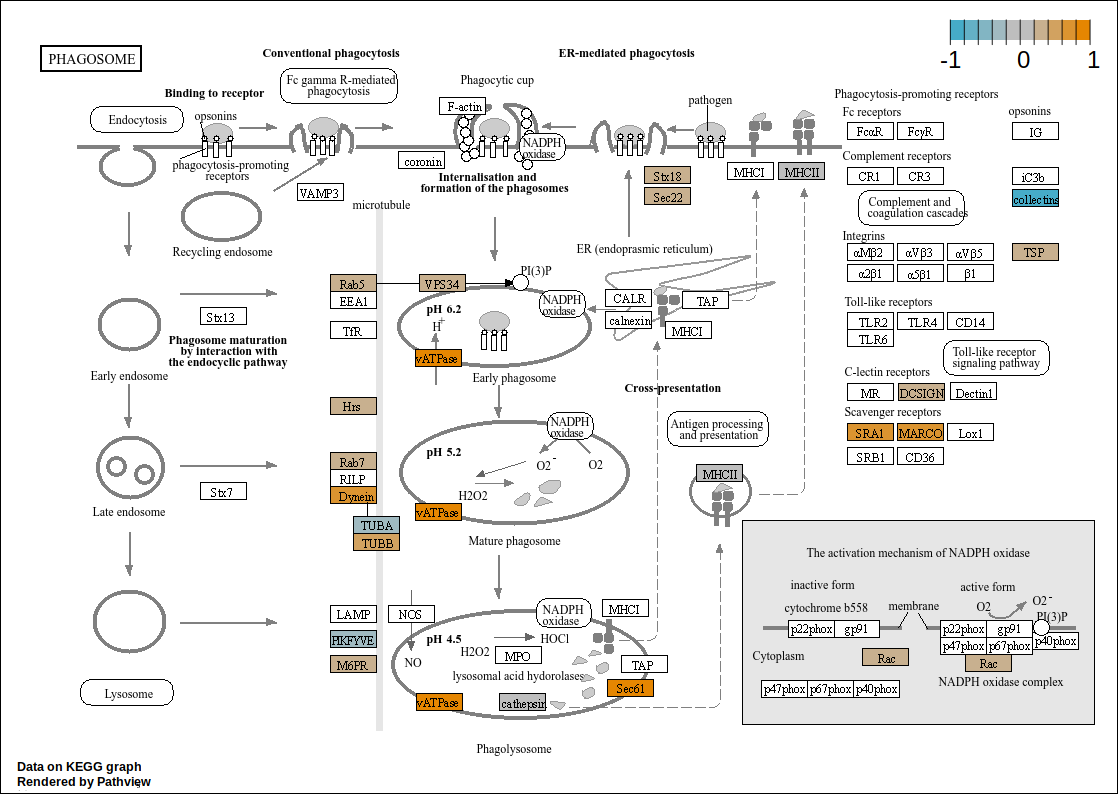 PHAGOSOME
Conventional phagocytosis
ER-mediated phagocytosis
-1
0
1
Fc gamma R-mediated
phagocytosis
Phagocytic cup
Binding to receptor
Endocytosis
opsonins
F-actin
pathogen
Phagocytosis-promoting receptors
Fc receptors
opsonins
FcαR
FcγR
IG
NADPH
oxidase
coronin
phagocytosis-promoting
receptors
VAMP3
Internalisation and
formation of the phagosomes
Stx18
Sec22
MHCI
MHCII
Complement receptors
CR1
CR3
iC3b
collectins
Complement and
coagulation cascades
microtubule
Recycling endosome
ER (endoprasmic reticulum)
Integrins
αMβ2
αVβ3
αVβ5
TSP
α2β1
α5β1
β1
PI(3)P
Rab5
VPS34
EEA1
TfR
Stx13
NADPH
oxidase
pH 6.2
H+
vATPase
CALR
calnexin
TAP
MHCI
Toll-like receptors
TLR2
TLR4
CD14
TLR6
Toll-like receptor
signaling pathway
Phagosome maturation
by interaction with
the endocyclic pathway
Early endosome
Early phagosome
Cross-presentation
C-lectin receptors
MR
DCSIGN
Dectin1
Scavenger receptors
SRA1
MARCO
Lox1
SRB1
CD36
Hrs
NADPH
oxidase
Antigen processing
and presentation
pH 5.2
O2-
O2
H2O2
vATPase
Rab7
RILP
Dynein
TUBA
TUBB
Stx7
MHCII
Late endosome
Mature phagosome
The activation mechanism of NADPH oxidase
inactive form
active form
cytochrome b558
membrane
O2
O2-
PI(3)P
p22phox
gp91
p22phox
gp91
p47phox
p67phox
p40phox
Cytoplasm
Rac
Rac
NADPH oxidase complex
p47phox
p67phox
p40phox
LAMP
NOS
NADPH
oxidase
MHCI
PIKFYVE
pH 4.5
HOCl
H2O2
MPO
M6PR
NO
lysosomal acid hydorolases
TAP
Sec61
vATPase
cathepsin
Lysosome
Phagolysosome
Data on KEGG graph
Rendered by Pathview